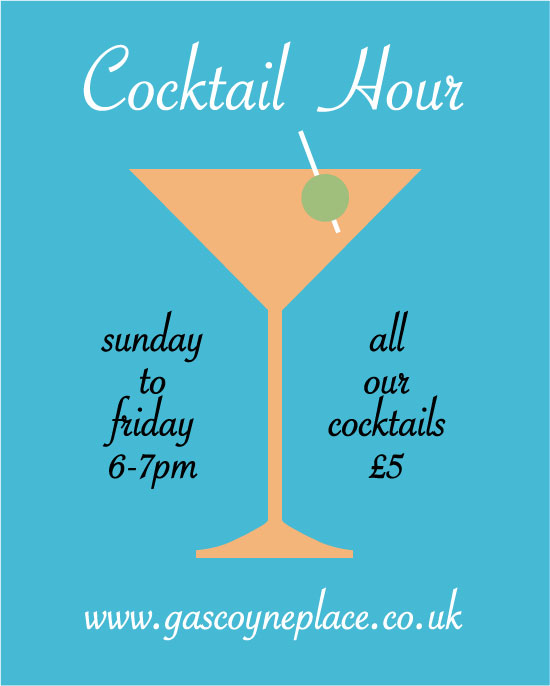 Cocktail Hour
sunday
to
friday
6-7pm
all
our
cocktails
£5
www.gascoyneplace.co.uk